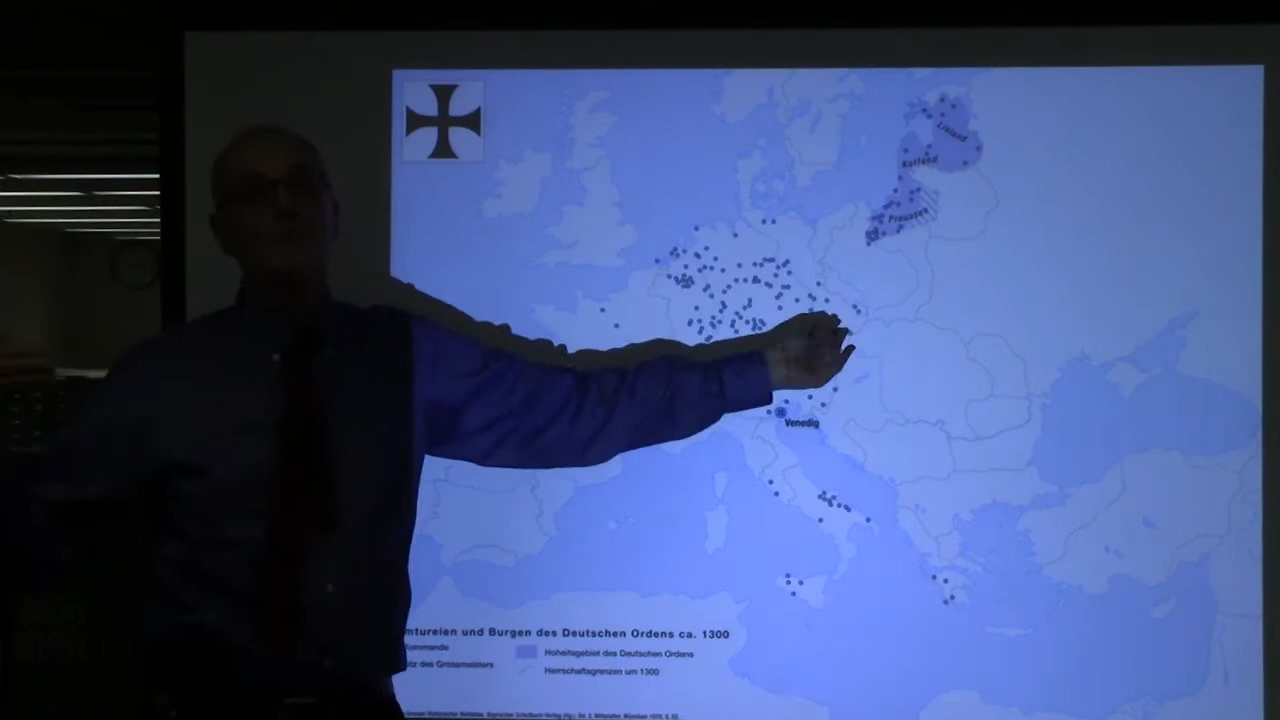 Livland
Kurland
Preussen
Venedig
mtureien und Burgen des Deutschen Ordens ca. 1300
Kommende
itz des Grossmeisters
Hoheitsgebiet des Deutschen Ordens
Herrschaftsgrenzen um 1300